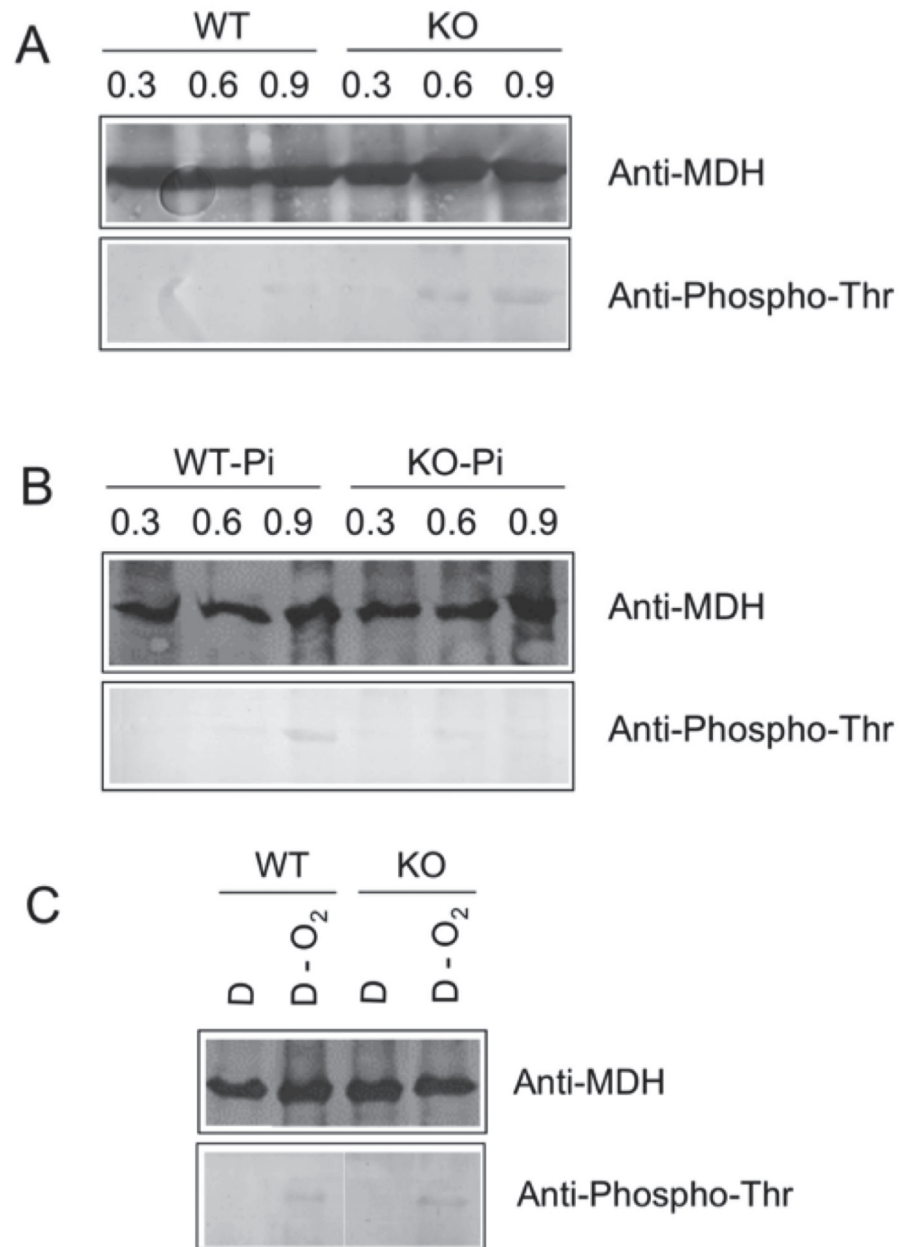 A
WT KO
0.3 0.6 0.9 0.3 0.6 0.9
Anti-MDH
Anti-Phospho-Thr
B
WT-Pi KO-Pi
0.3 0.6 0.9 0.3 0.6 0.9
Anti-MDH
Anti-Phospho-Thr
C
WT KO
D D - O₂ D D - O₂
Anti-MDH
Anti-Phospho-Thr